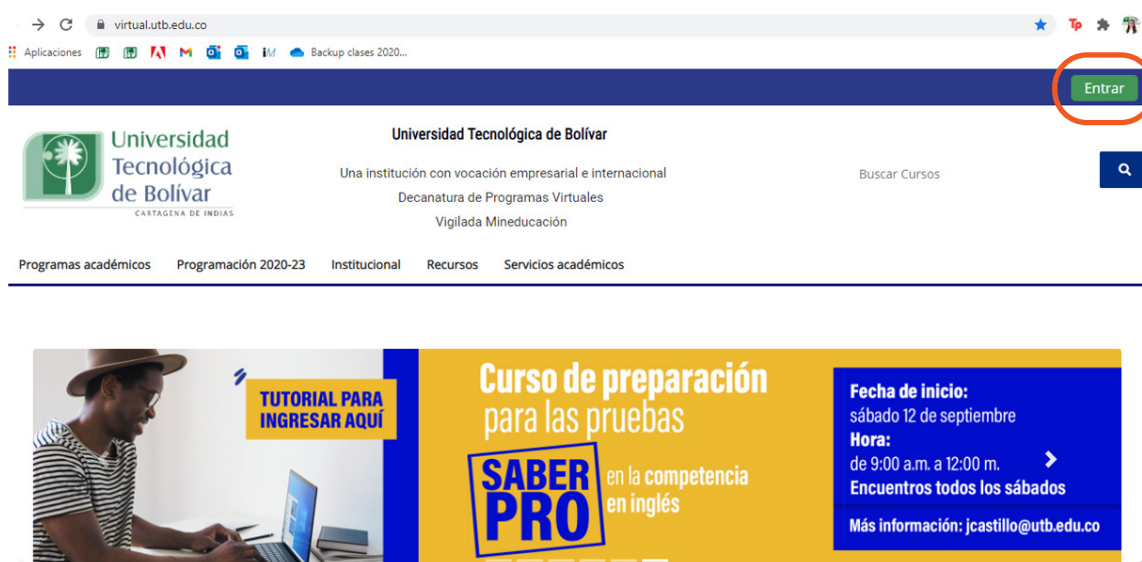 virtual.utb.edu.co
Aplicaciones
Backup clases 2020...
Entrar
Universidad
Tecnológica
de Bolívar
CARTAGENA DE INDIAS
Universidad Tecnológica de Bolívar
Una institución con vocación empresarial e internacional
Decanatura de Programas Virtuales
Vigilada Mineducación
Buscar Cursos
Programas académicos Programación 2020-23 Institucional Recursos Servicios académicos
TUTORIAL PARA
INGRESAR AQUÍ
Curso de preparación
para las pruebas
SABER
PRO
en la competencia
en inglés
Fecha de inicio:
sábado 12 de septiembre
Hora:
de 9:00 a.m. a 12:00 m.
Encuentros todos los sábados
Más información: jcastillo@utb.edu.co